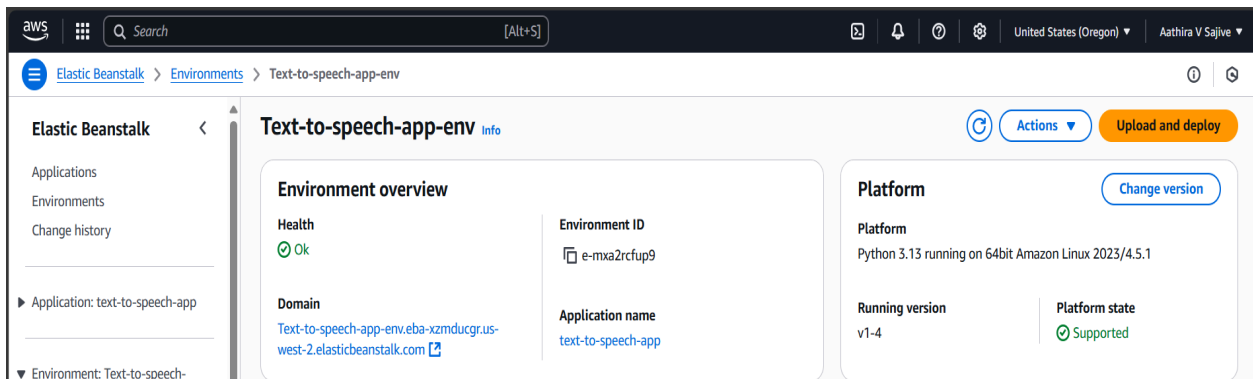 aws
Search
[Alt+S]
United States (Oregon)
Aathira V Sajive
Elastic Beanstalk
Environments
Text-to-speech-app-env
Elastic Beanstalk
Applications
Environments
Change history
Application: text-to-speech-app
Environment: Text-to-speech-
Text-to-speech-app-env Info
Actions
Upload and deploy
Environment overview
Health
Ok
Environment ID
e-mxa2rcfup9
Domain
Text-to-speech-app-env.eba-xzmducgr.us-
west-2.elasticbeanstalk.com
Application name
text-to-speech-app
Platform
Change version
Platform
Python 3.13 running on 64bit Amazon Linux 2023/4.5.1
Running version
v1-4
Platform state
Supported